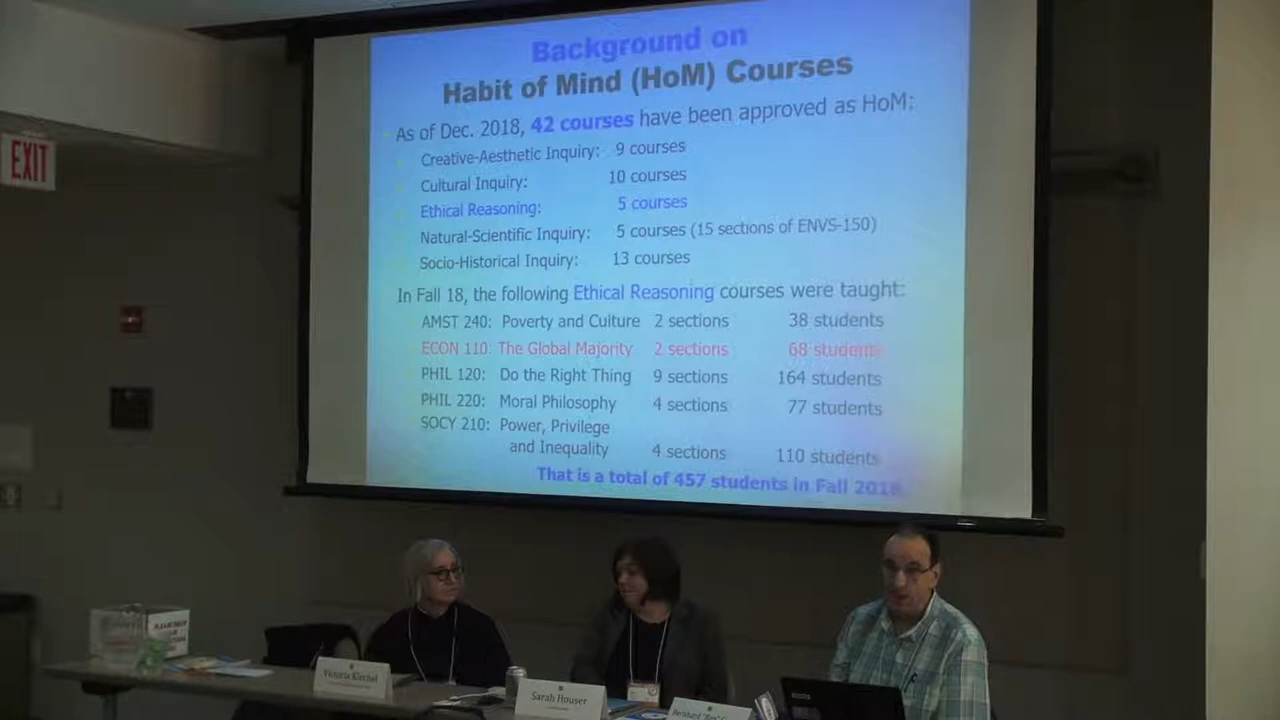 Background on
Habit of Mind (HoM) Courses
As of Dec. 2018, 42 courses have been approved as HoM:
Creative-Aesthetic Inquiry: 9 courses
Cultural Inquiry: 10 courses
Ethical Reasoning: 5 courses
Natural-Scientific Inquiry: 5 courses (15 sections of ENVS-150)
Socio-Historical Inquiry: 13 courses
In Fall 18, the following Ethical Reasoning courses were taught:
AMST 240: Poverty and Culture 2 sections 38 students
ECON 110: The Global Majority 2 sections 68 students
PHIL 120: Do the Right Thing 9 sections 164 students
PHIL 220: Moral Philosophy 4 sections 77 students
SOCY 210: Power, Privilege
and Inequality 4 sections 110 students
That is a total of 457 students in Fall 2018
EXIT
Victoria Kiechel
Sarah Houser